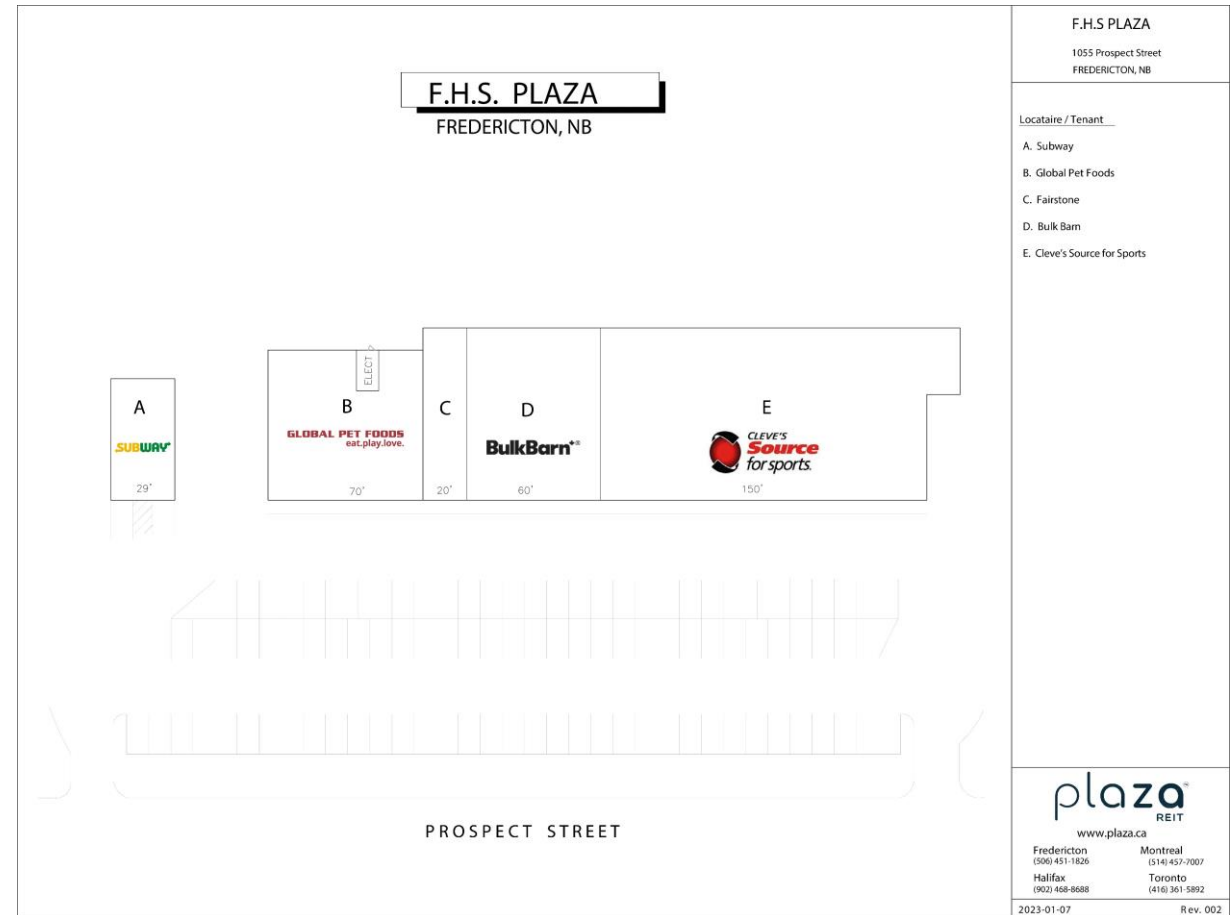 F.H.S. PLAZA
FREDERICTON, NB
A
SUBWAY
29'
B
ELECT
GLOBAL PET FOODS
eat.play.love.
70'
C
20'
D
BulkBarn
60'
E
CLEVE'S
Source
for sports.
150'
PROSPECT STREET
F.H.S PLAZA
1055 Prospect Street
FREDERICTON, NB
Locataire / Tenant
A. Subway
B. Global Pet Foods
C. Fairstone
D. Bulk Barn
E. Cleve's Source for Sports
plaza
REIT
www.plaza.ca
Fredericton
(506) 451-1826
Montreal
(514) 457-7007
Halifax
(902) 468-8688
Toronto
(416) 361-5892
2023-01-07
Rev. 002